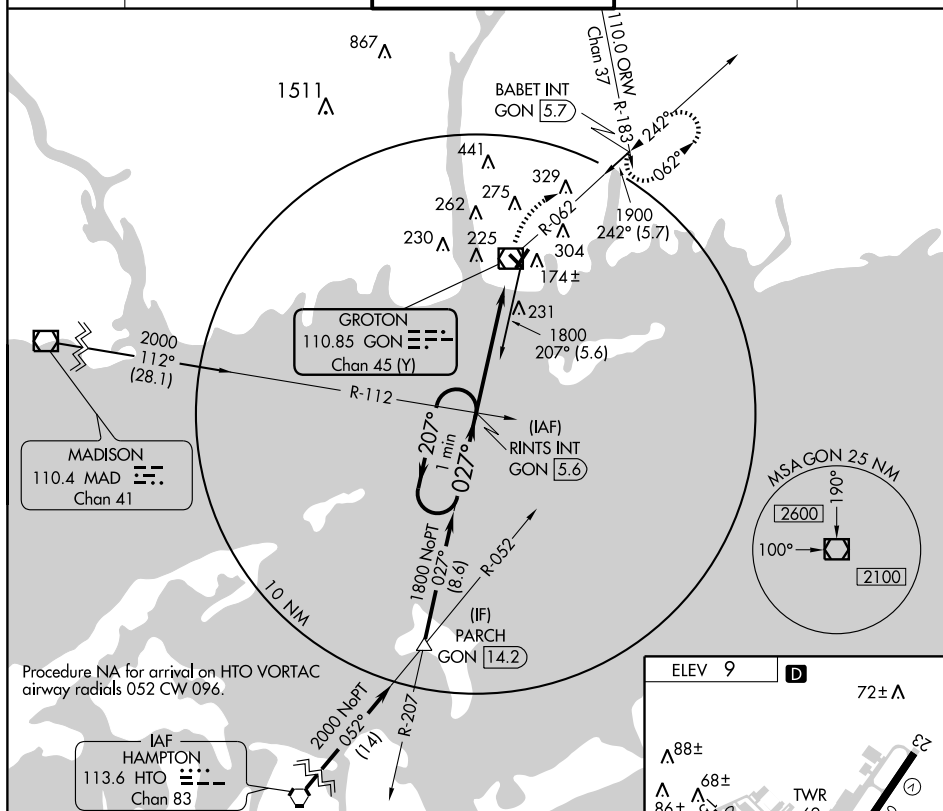 867
1511
110.0 ORW
Chan 37
R-183
BABET INT
GON 5.7
242°
062°
441
329
275
262
R-062
1900
242° (5.7)
230
225
304
174±
GROTON
110.85 GON
Chan 45 (Y)
231
1800
207° (5.6)
2000
112°
(28.1)
R-112
MADISON
110.4 MAD
Chan 41
207°
1 min
027°
(IAF)
RINTS INT
GON 5.6
MSA GON 25 NM
190°
2600
100°
2100
1800 NoPT
027°
(8.6)
R-052
10 NM
(IF)
PARCH
GON 14.2
Procedure NA for arrival on HTO VORTAC
airway radials 052 CW 096.
2000 NoPT
052°
(14)
R-207
IAF
HAMPTON
113.6 HTO
Chan 83
ELEV 9
D
72±
23
88±
68±
TWR